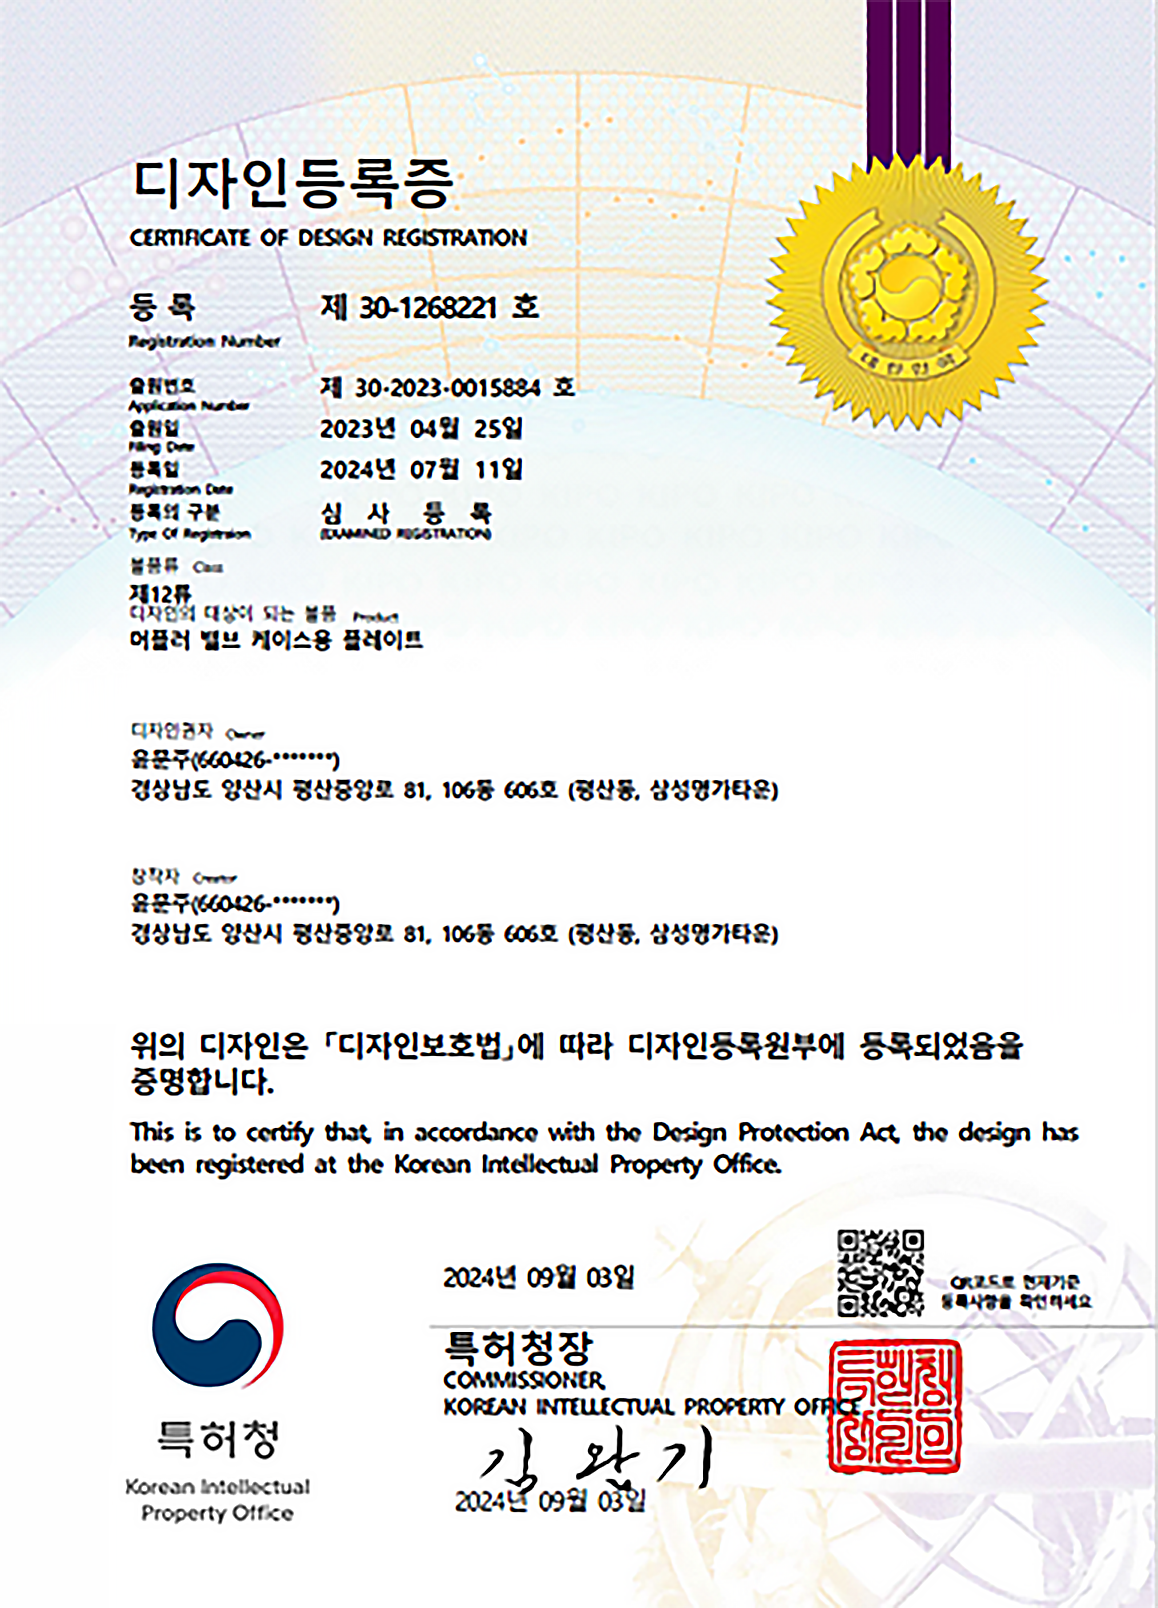 디자인등록증
CERTIFICATE OF DESIGN REGISTRATION
등록 제 30-1268221 호
Registration Number
출원번호 제 30-2023-0015884 호
Application Number
출원일 2023년 04월 25일
Filing Date
등록일 2024년 07월 11일
Registration Date
등록의 구분 심사등록
Type Of Registration (EXAMINED REGISTRATION)
물품류 Class
제12류
디자인의 대상이 되는 물품 Product
머플러 밸브 케이스용 플레이트
디자인권자 Owner
윤문주(660426-*******)
경상남도 양산시 평산중앙로 81, 106동 606호 (평산동, 삼성명가타운)
창작자 Creator
윤문주(660426-*******)
경상남도 양산시 평산중앙로 81, 106동 606호 (평산동, 삼성명가타운)
위의 디자인은 「디자인보호법」에 따라 디자인등록원부에 등록되었음을
증명합니다.
This is to certify that, in accordance with the Design Protection Act, the design has
been registered at the Korean Intellectual Property Office.
2024년 09월 03일
QR코드로 현재기준
등록사항을 확인하세요
특허청장
COMMISSIONER,
KOREAN INTELLECTUAL PROPERTY OFFICE
김완기
2024년 09월 03일
특허청
Korean Intellectual
Property Office